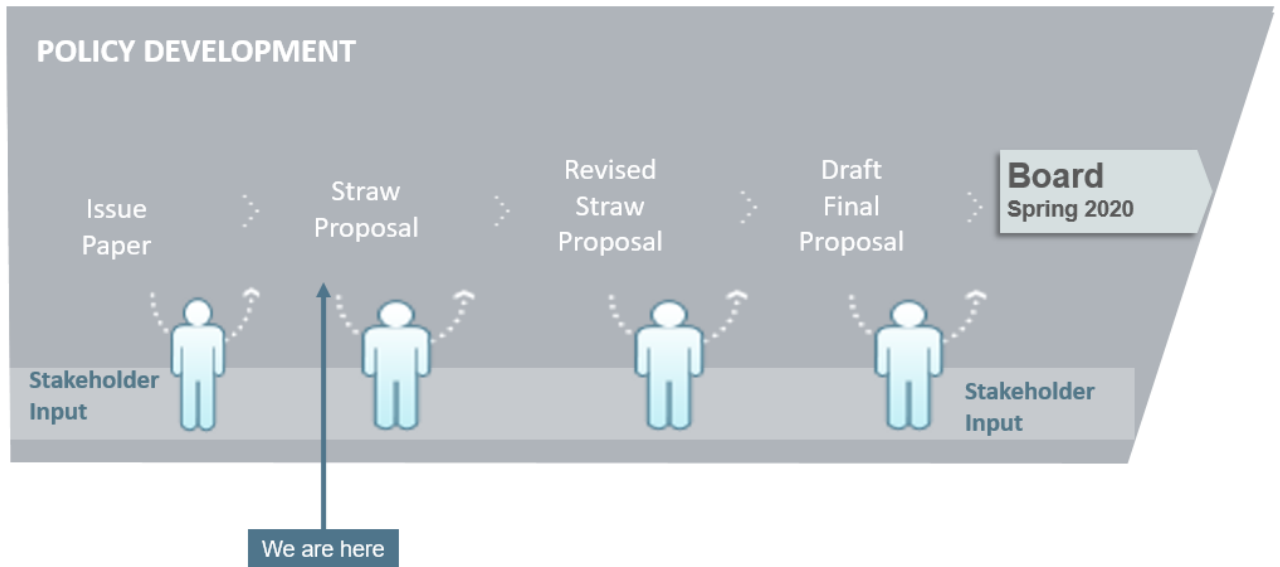 POLICY DEVELOPMENT
Issue
Paper
Straw
Proposal
Revised
Straw
Proposal
Draft
Final
Proposal
Board
Spring 2020
Stakeholder
Input
Stakeholder
Input
We are here